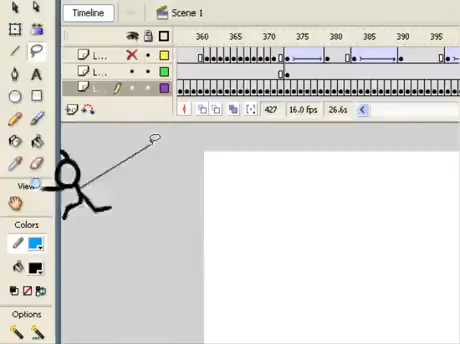 Timeline
Scene 1
360 365 370 375 380 385 390 395
L...
L...
L...
427 16.0 fps 26.6s
A
View
Colors
Options